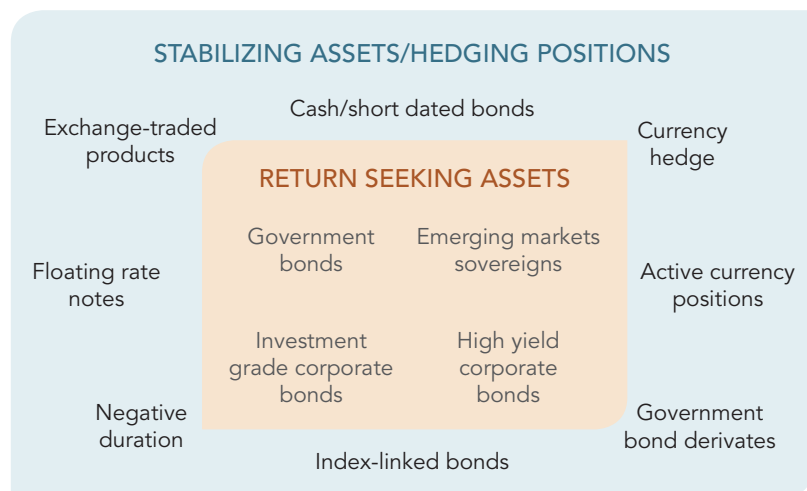 STABILIZING ASSETS/HEDGING POSITIONS
Cash/short dated bonds
Exchange-traded
products
Currency
hedge
RETURN SEEKING ASSETS
Government
bonds
Emerging markets
sovereigns
Floating rate
notes
Active currency
positions
Investment
grade corporate
bonds
High yield
corporate
bonds
Negative
duration
Government
bond derivates
Index-linked bonds